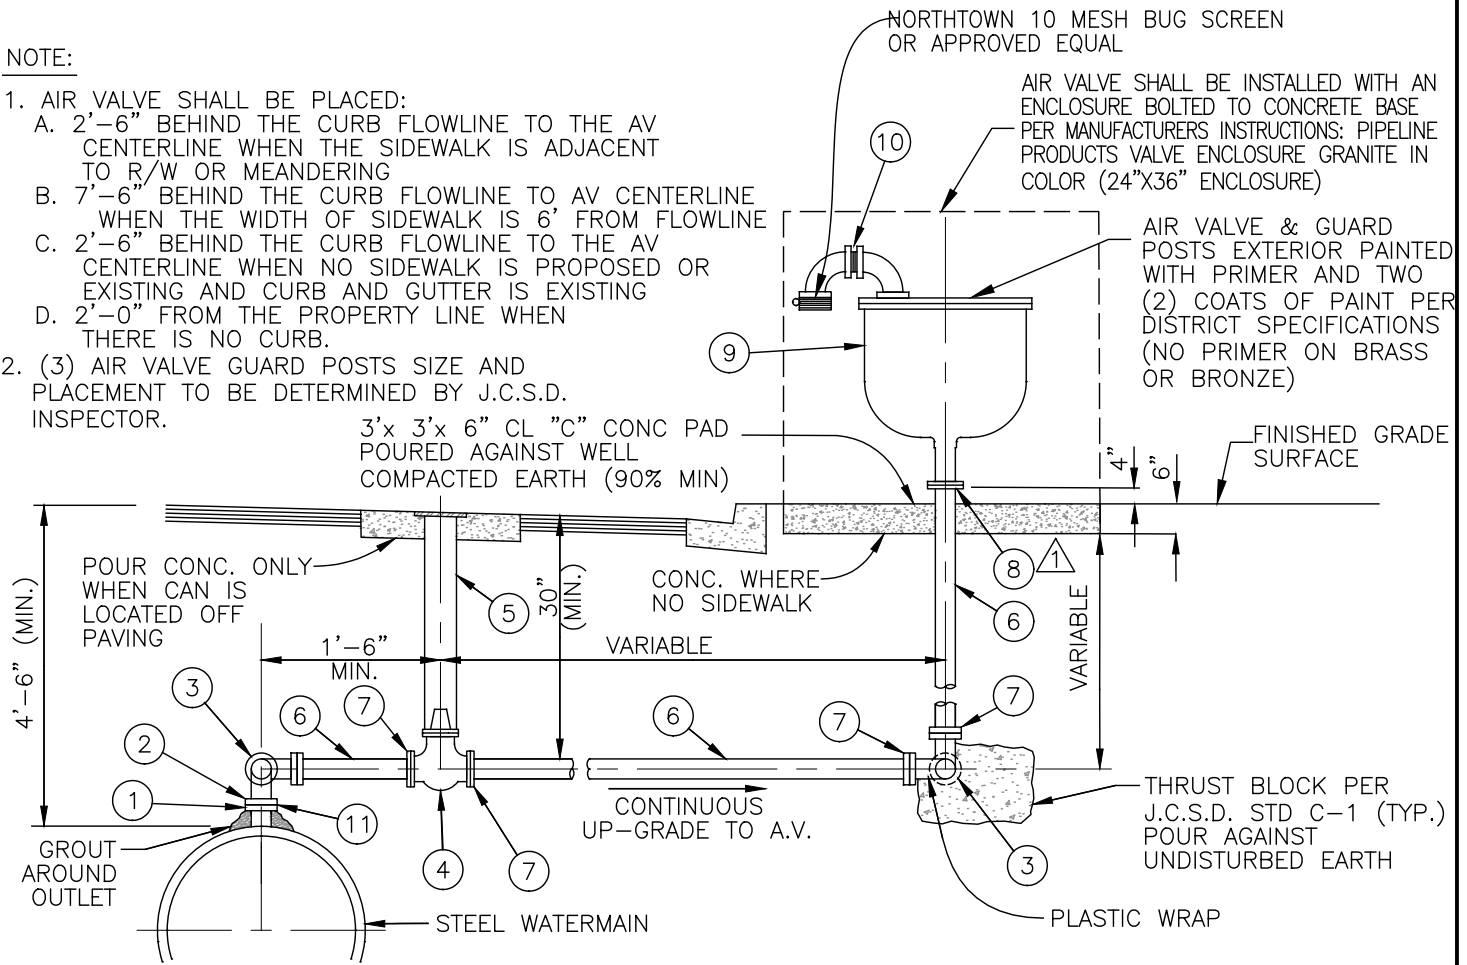 NOTE:
1. AIR VALVE SHALL BE PLACED:
A. 2'-6" BEHIND THE CURB FLOWLINE TO THE AV
CENTERLINE WHEN THE SIDEWALK IS ADJACENT
TO R/W OR MEANDERING
B. 7'-6" BEHIND THE CURB FLOWLINE TO AV CENTERLINE
WHEN THE WIDTH OF SIDEWALK IS 6' FROM FLOWLINE
C. 2'-6" BEHIND THE CURB FLOWLINE TO THE AV
CENTERLINE WHEN NO SIDEWALK IS PROPOSED OR
EXISTING AND CURB AND GUTTER IS EXISTING
D. 2'-0" FROM THE PROPERTY LINE WHEN
THERE IS NO CURB.
2. (3) AIR VALVE GUARD POSTS SIZE AND
PLACEMENT TO BE DETERMINED BY J.C.S.D.
INSPECTOR.
NORTHTOWN 10 MESH BUG SCREEN
OR APPROVED EQUAL
AIR VALVE SHALL BE INSTALLED WITH AN
ENCLOSURE BOLTED TO CONCRETE BASE
PER MANUFACTURERS INSTRUCTIONS: PIPELINE
PRODUCTS VALVE ENCLOSURE GRANITE IN
COLOR (24"X36" ENCLOSURE)
10
AIR VALVE & GUARD
POSTS EXTERIOR PAINTED
WITH PRIMER AND TWO
(2) COATS OF PAINT PER
DISTRICT SPECIFICATIONS
(NO PRIMER ON BRASS
OR BRONZE)
9
3'x 3'x 6" CL "C" CONC PAD
POURED AGAINST WELL
COMPACTED EARTH (90% MIN)
FINISHED GRADE
SURFACE
4"
6"
POUR CONC. ONLY
WHEN CAN IS
LOCATED OFF
PAVING
4'-6" (MIN.)
5
30"
(MIN.)
CONC. WHERE
NO SIDEWALK
8
1
6
VARIABLE
1'-6"
MIN.
VARIABLE
3
6
7
6
7
7
2
1
11
4
7
CONTINUOUS
UP-GRADE TO A.V.
3
THRUST BLOCK PER
J.C.S.D. STD C-1 (TYP.)
POUR AGAINST
UNDISTURBED EARTH
GROUT
AROUND
OUTLET
STEEL WATERMAIN
PLASTIC WRAP